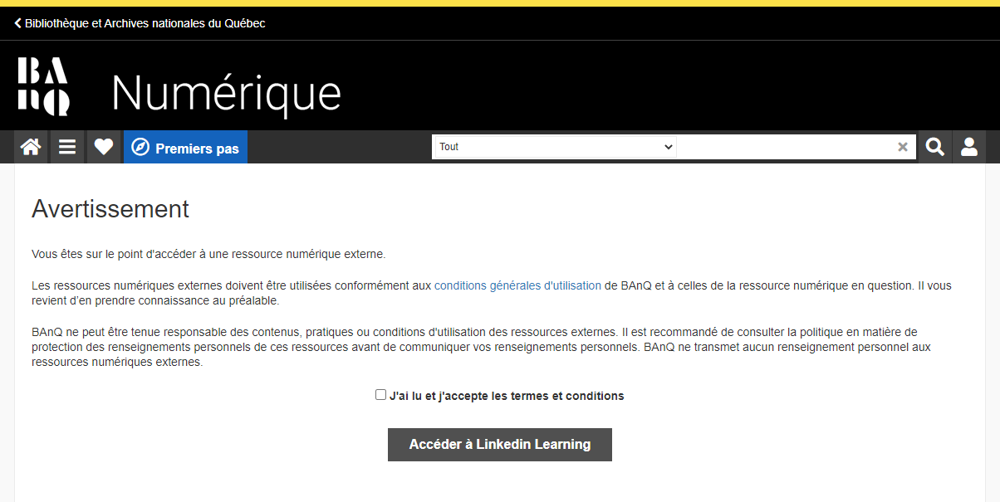 Bibliothèque et Archives nationales du Québec
BAnQ
Numérique
Premiers pas
Tout
Avertissement
Vous êtes sur le point d'accéder à une ressource numérique externe.
Les ressources numériques externes doivent être utilisées conformément aux conditions générales d'utilisation de BAnQ et à celles de la ressource numérique en question. Il vous
revient d'en prendre connaissance au préalable.
BAnQ ne peut être tenue responsable des contenus, pratiques ou conditions d'utilisation des ressources externes. Il est recommandé de consulter la politique en matière de
protection des renseignements personnels de ces ressources avant de communiquer vos renseignements personnels. BAnQ ne transmet aucun renseignement personnel aux
ressources numériques externes.
J'ai lu et j'accepte les termes et conditions
Accéder à Linkedin Learning